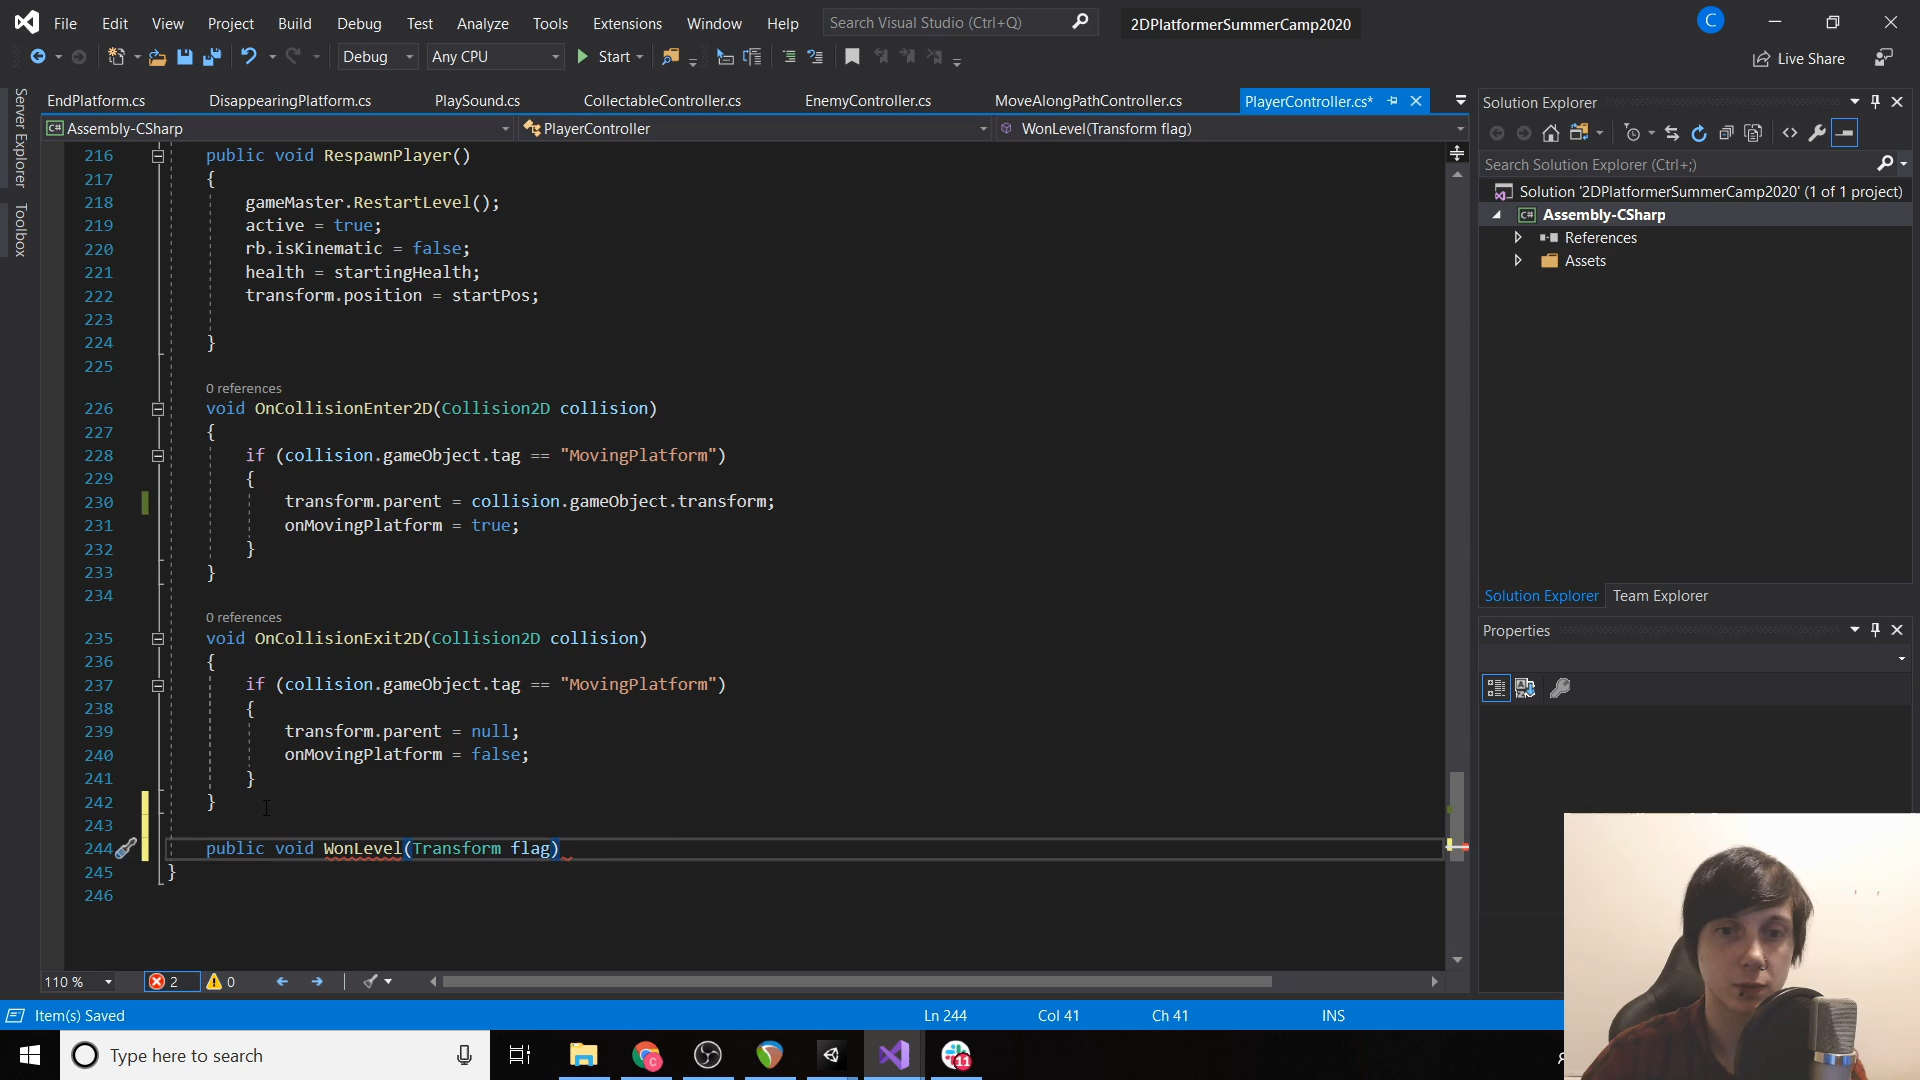 File Edit View Project Build Debug Test Analyze Tools Extensions Window Help Search Visual Studio (Ctrl+Q) 2DPlatformerSummerCamp2020 C
Debug Any CPU Start Live Share
Server Explorer
Toolbox
EndPlatform.cs DisappearingPlatform.cs PlaySound.cs CollectableController.cs EnemyController.cs MoveAlongPathController.cs PlayerController.cs*
C# Assembly-CSharp PlayerController WonLevel(Transform flag)
216 public void RespawnPlayer()
217 {
218 gameMaster.RestartLevel();
219 active = true;
220 rb.isKinematic = false;
221 health = startingHealth;
222 transform.position = startPos;
223
224 }
225
0 references
226 void OnCollisionEnter2D(Collision2D collision)
227 {
228 if (collision.gameObject.tag == "MovingPlatform")
229 {
230 transform.parent = collision.gameObject.transform;
231 onMovingPlatform = true;
232 }
233 }
234
0 references
235 void OnCollisionExit2D(Collision2D collision)
236 {
237 if (collision.gameObject.tag == "MovingPlatform")
238 {
239 transform.parent = null;
240 onMovingPlatform = false;
241 }
242 }
243
244 public void WonLevel(Transform flag)
245 }
246
110 % 2 0
Solution Explorer
Search Solution Explorer (Ctrl+;)
Solution '2DPlatformerSummerCamp2020' (1 of 1 project)
C# Assembly-CSharp
References
Assets
Solution Explorer Team Explorer
Properties
Item(s) Saved Ln 244 Col 41 Ch 41 INS
Type here to search 11